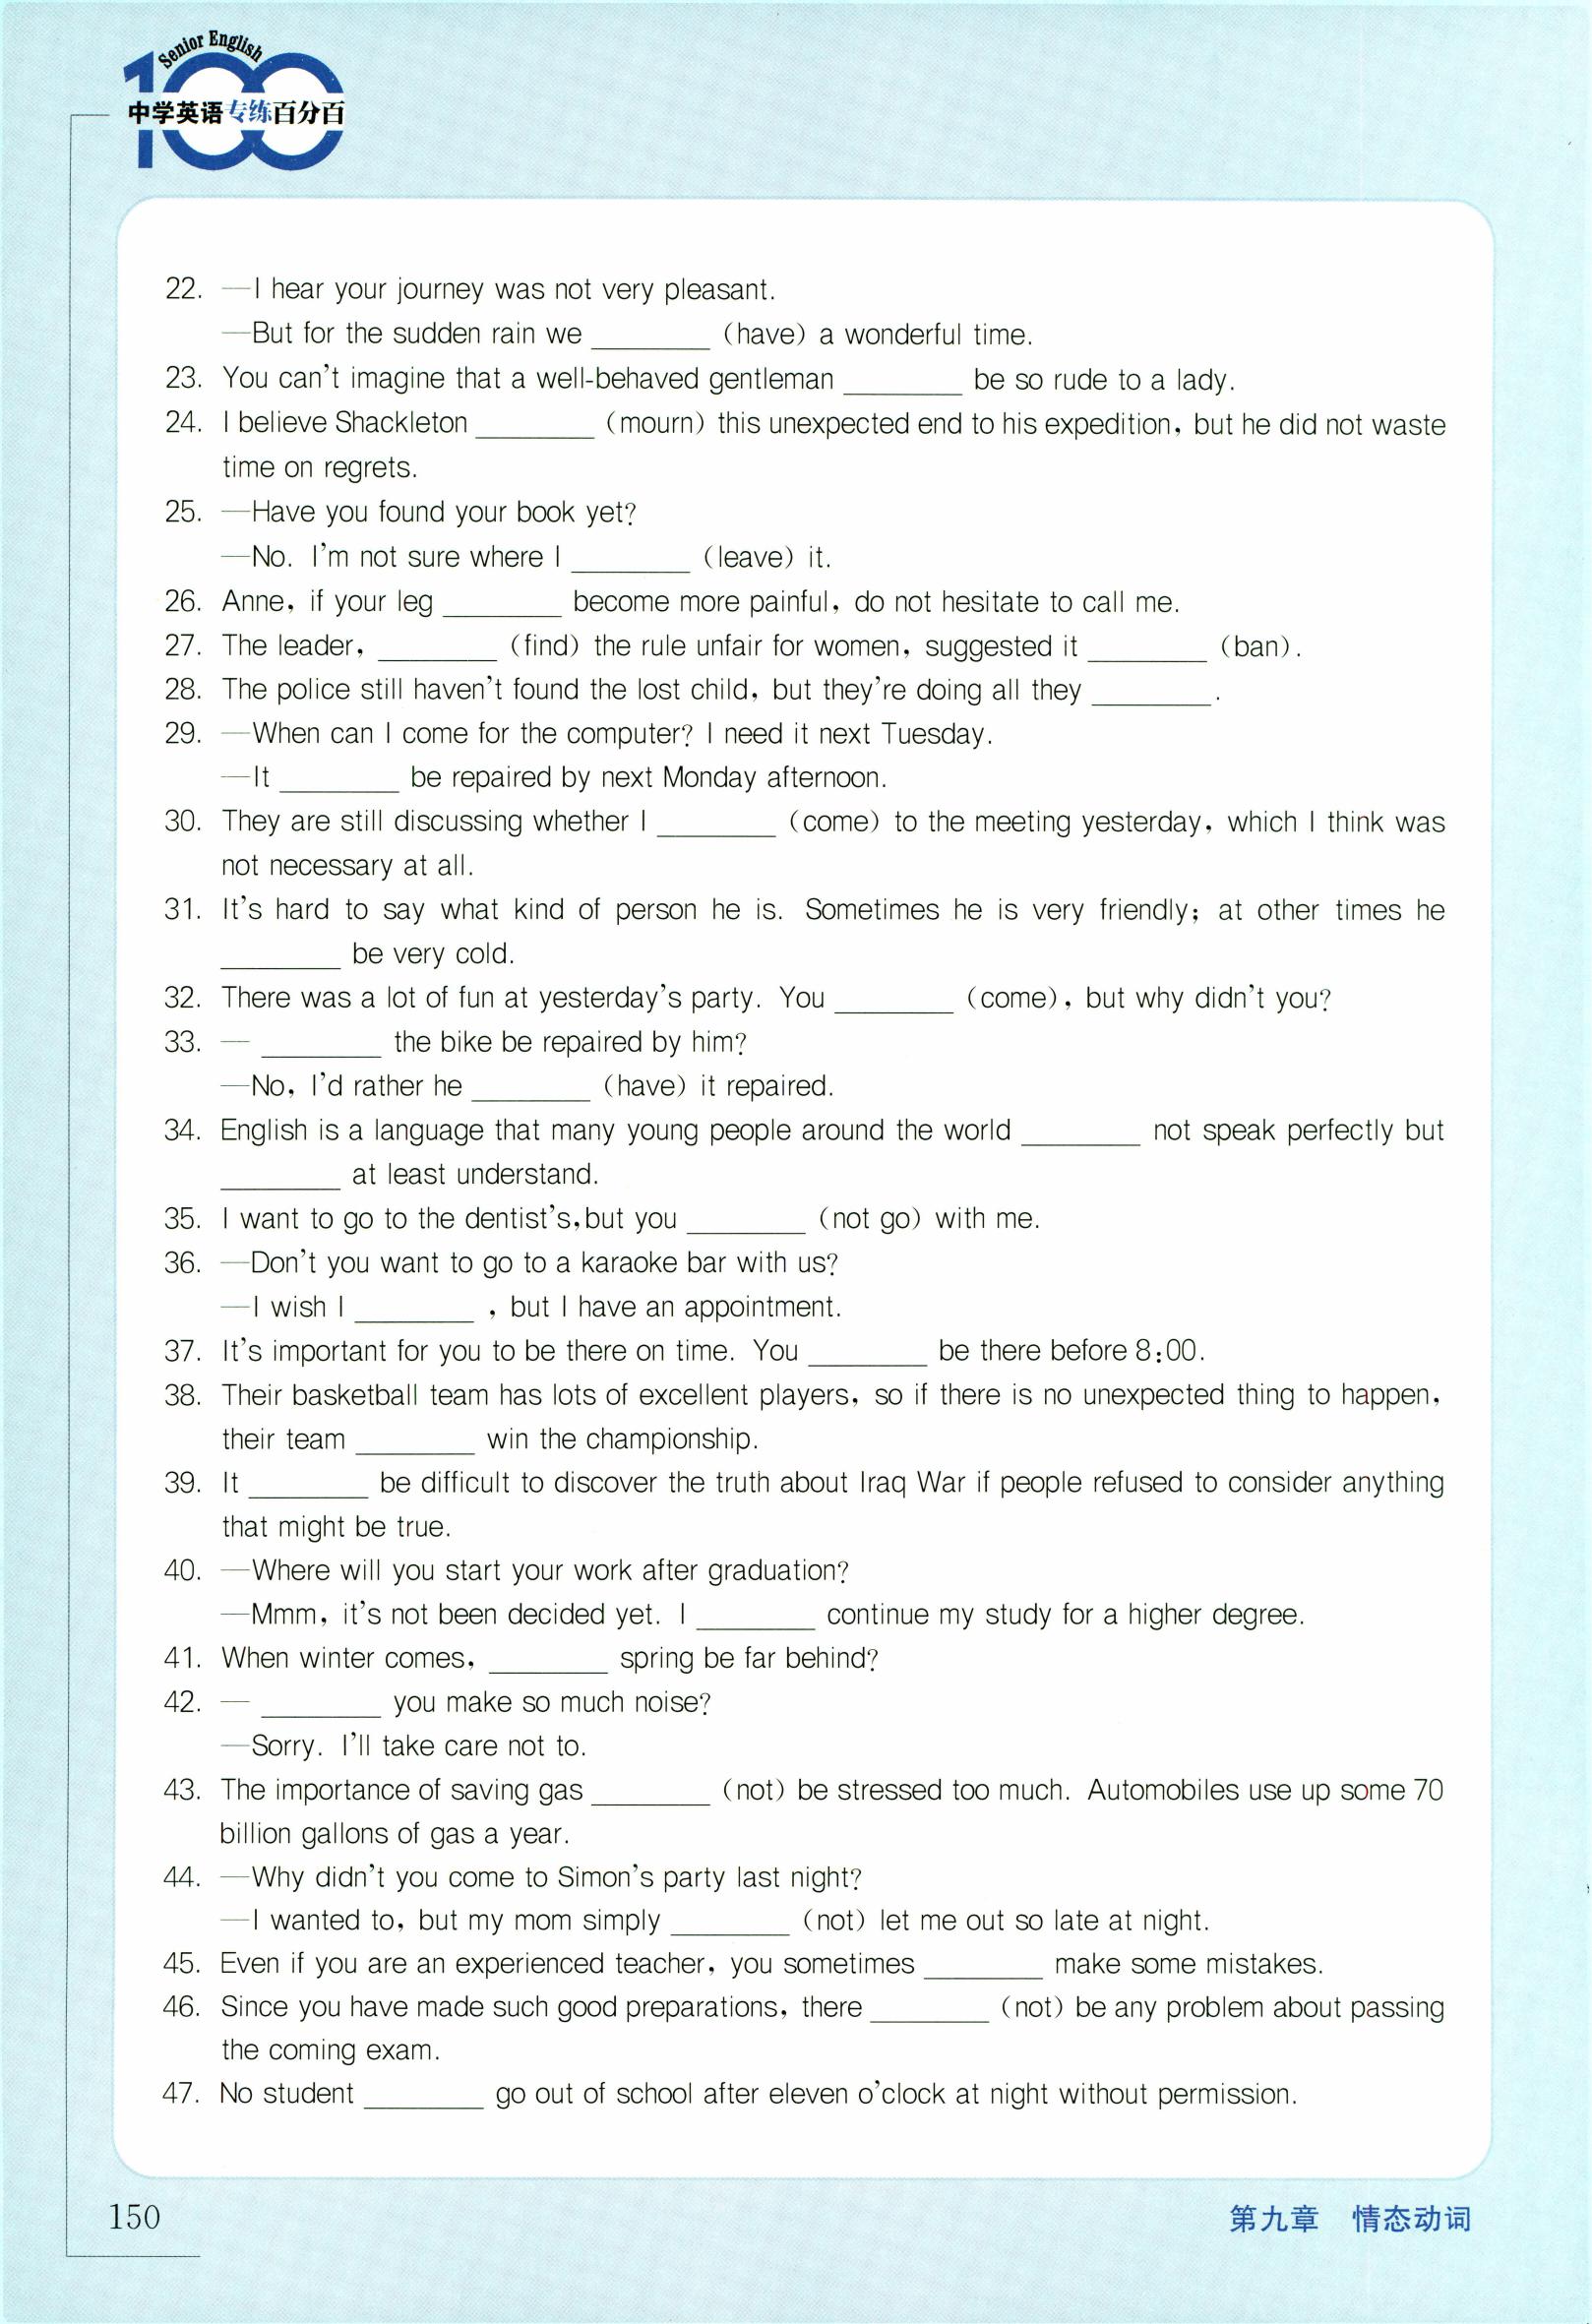 Senior English
100
中学英语专练百分百
22. —I hear your journey was not very pleasant.
—But for the sudden rain we ________ (have) a wonderful time.
23. You can't imagine that a well-behaved gentleman ________ be so rude to a lady.
24. I believe Shackleton ________ (mourn) this unexpected end to his expedition, but he did not waste
time on regrets.
25. —Have you found your book yet?
—No. I'm not sure where I ________ (leave) it.
26. Anne, if your leg ________ become more painful, do not hesitate to call me.
27. The leader, ________ (find) the rule unfair for women, suggested it ________ (ban).
28. The police still haven't found the lost child, but they're doing all they ________.
29. —When can I come for the computer? I need it next Tuesday.
—It ________ be repaired by next Monday afternoon.
30. They are still discussing whether I ________ (come) to the meeting yesterday, which I think was
not necessary at all.
31. It's hard to say what kind of person he is. Sometimes he is very friendly; at other times he
________ be very cold.
32. There was a lot of fun at yesterday's party. You ________ (come), but why didn't you?
33. — ________ the bike be repaired by him?
—No, I'd rather he ________ (have) it repaired.
34. English is a language that many young people around the world ________ not speak perfectly but
________ at least understand.
35. I want to go to the dentist's, but you ________ (not go) with me.
36. —Don't you want to go to a karaoke bar with us?
—I wish I ________ , but I have an appointment.
37. It's important for you to be there on time. You ________ be there before 8:00.
38. Their basketball team has lots of excellent players, so if there is no unexpected thing to happen,
their team ________ win the championship.
39. It ________ be difficult to discover the truth about Iraq War if people refused to consider anything
that might be true.
40. —Where will you start your work after graduation?
—Mmm, it's not been decided yet. I ________ continue my study for a higher degree.
41. When winter comes, ________ spring be far behind?
42. — ________ you make so much noise?
—Sorry. I'll take care not to.
43. The importance of saving gas ________ (not) be stressed too much. Automobiles use up some 70
billion gallons of gas a year.
44. —Why didn't you come to Simon's party last night?
—I wanted to, but my mom simply ________ (not) let me out so late at night.
45. Even if you are an experienced teacher, you sometimes ________ make some mistakes.
46. Since you have made such good preparations, there ________ (not) be any problem about passing
the coming exam.
47. No student ________ go out of school after eleven o'clock at night without permission.
150
第九章 情态动词